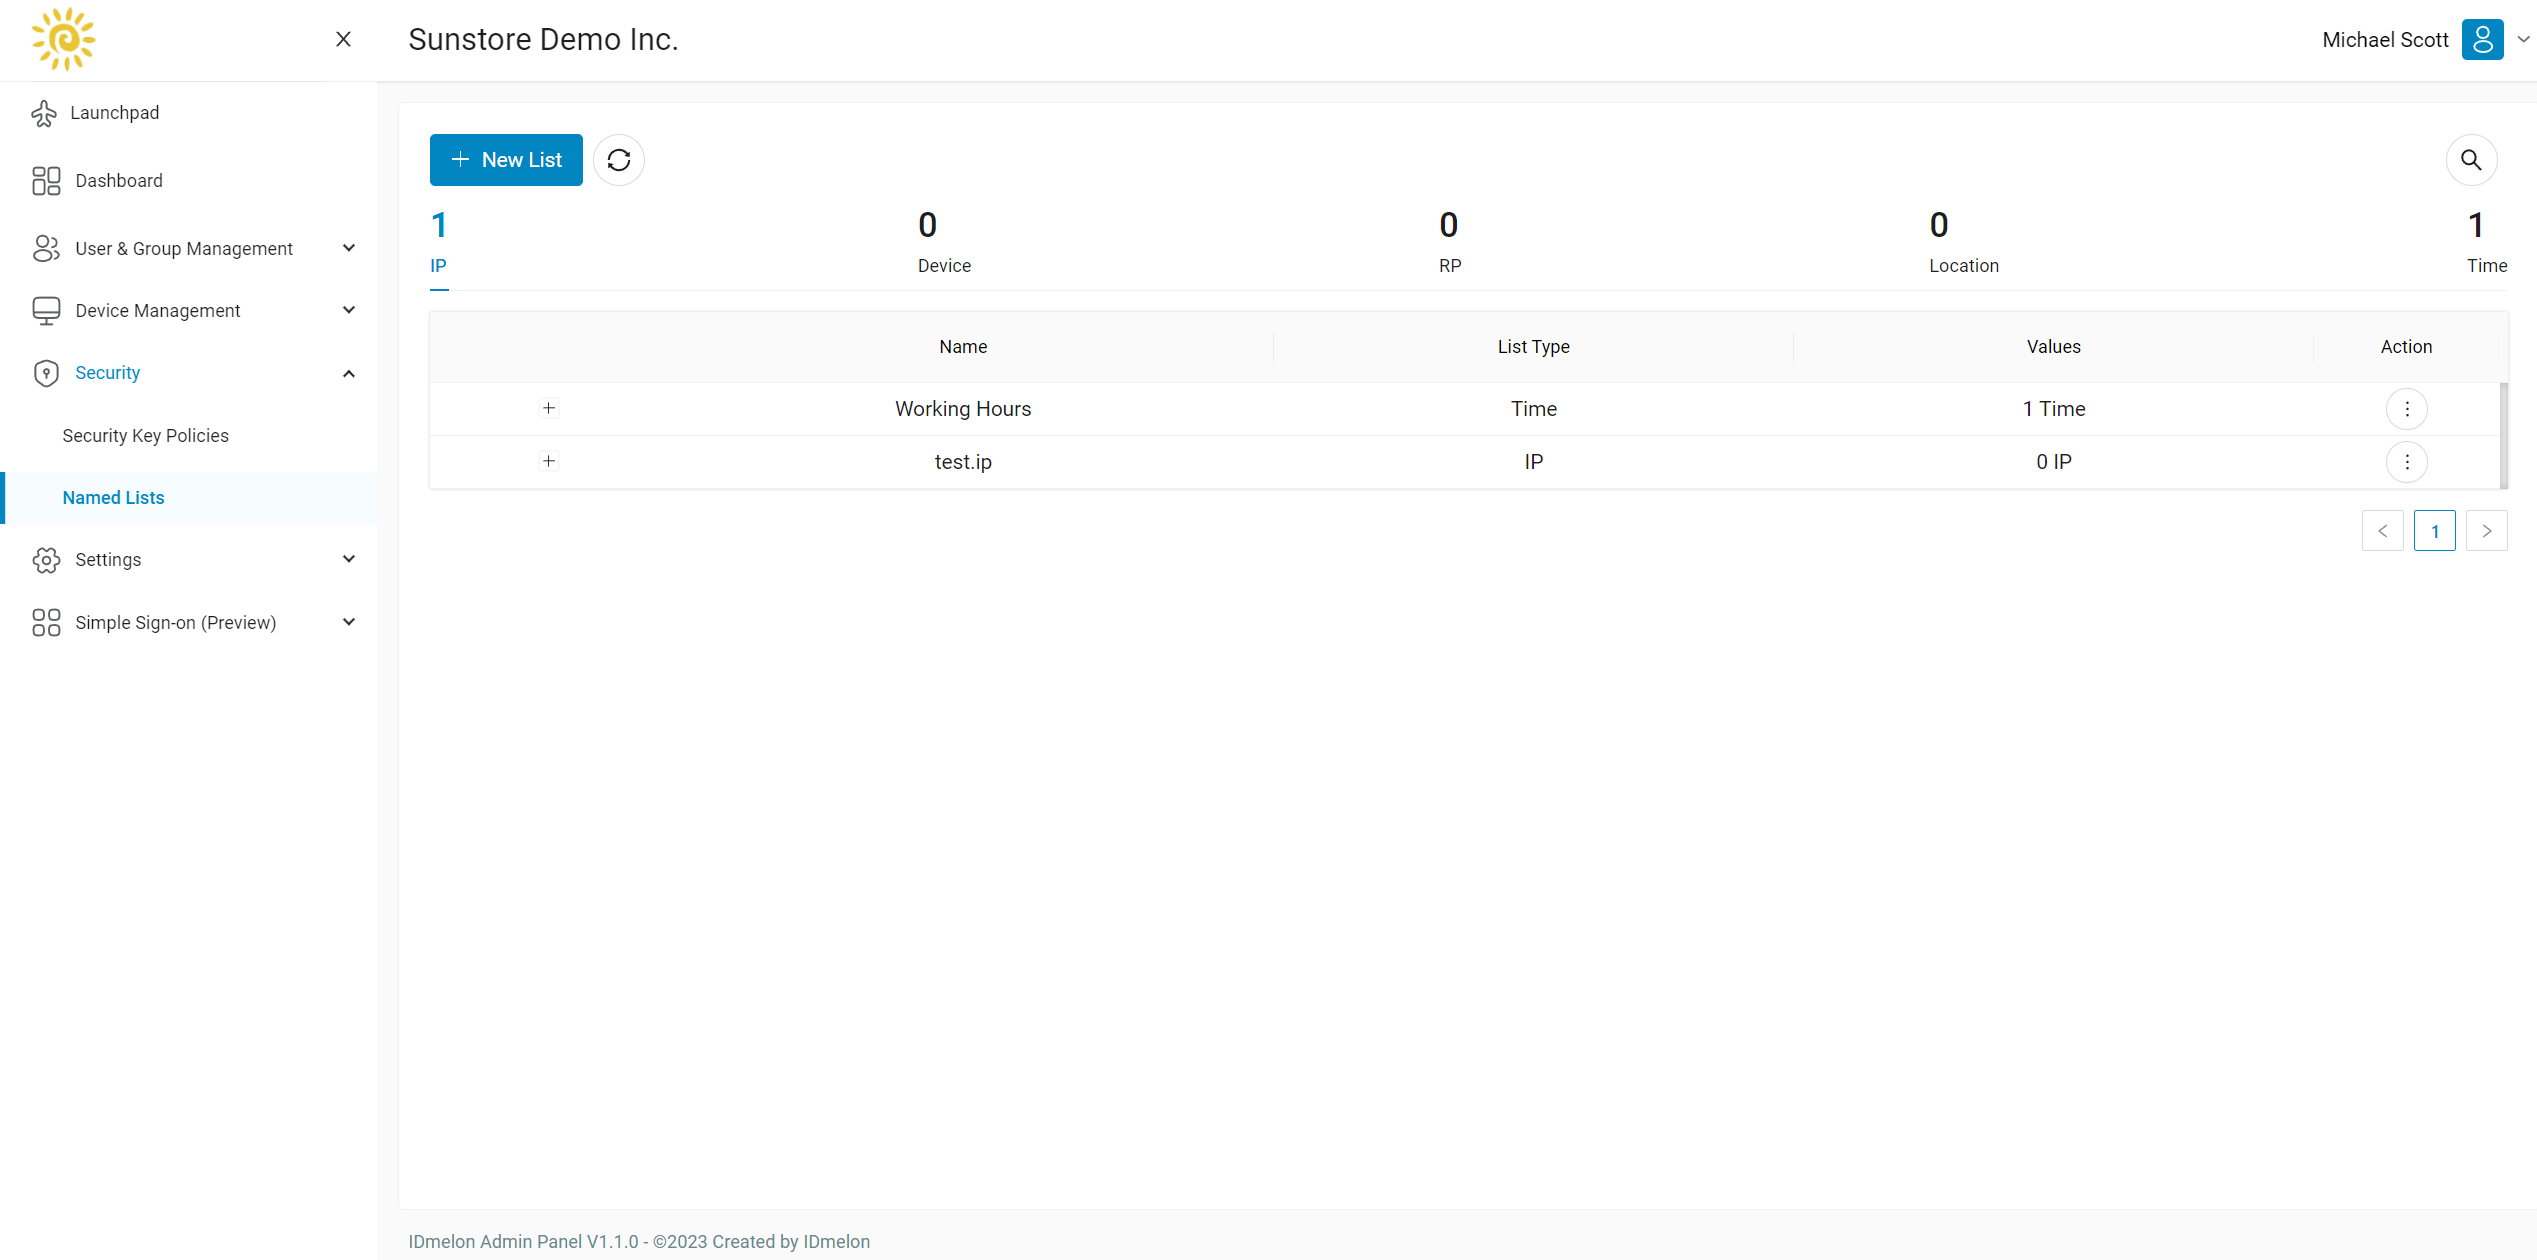 Sunstore Demo Inc.
Michael Scott
Launchpad
Dashboard
User & Group Management
Device Management
Security
Security Key Policies
Named Lists
Settings
Simple Sign-on (Preview)
New List
1 0 0 0 1
IP Device RP Location Time
Name List Type Values Action
Working Hours Time 1 Time
test.ip IP 0 IP
1
IDmelon Admin Panel V1.1.0 - ©2023 Created by IDmelon